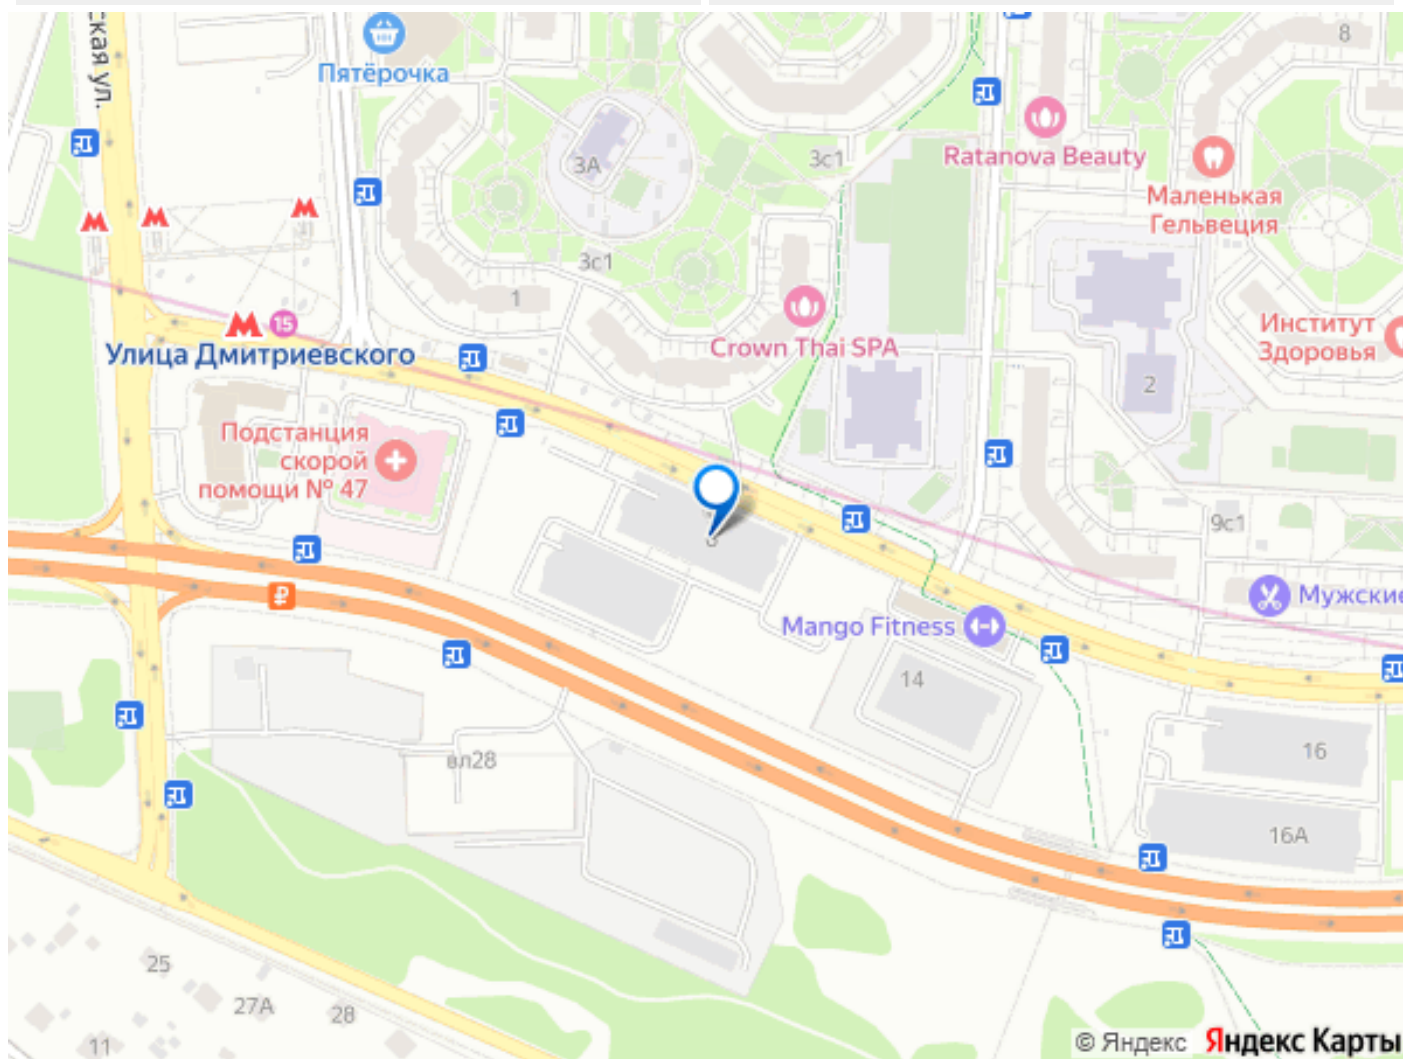 ская ул.
Пятёрочка
8
Ratanova Beauty
3А
3с1
Маленькая
Гельвеция
3с1
1
15
Улица Дмитриевского
Crown Thai SPA
Институт
Здоровья
2
Подстанция
скорой
помощи № 47
9с1
₽
Mango Fitness
Мужские
14
вл28
16
16А
25
27А
28
11
© Яндекс Яндекс Карты